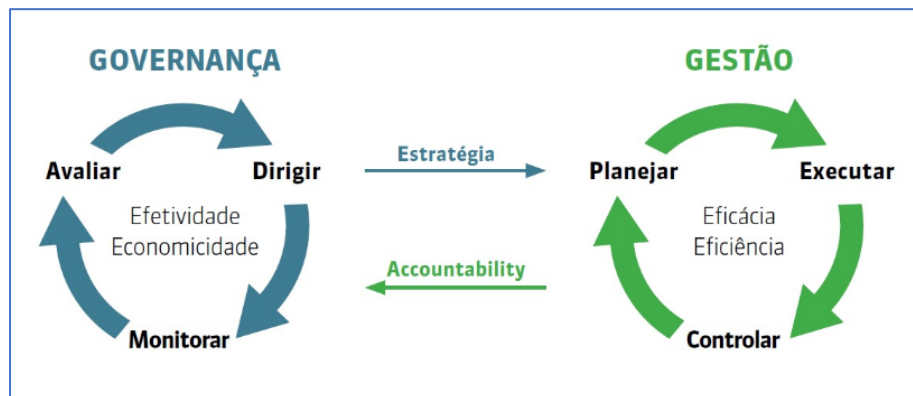 GOVERNANÇA
Avaliar
Dirigir
Efetividade
Economicidade
Monitorar
Estratégia
Accountability
GESTÃO
Planejar
Executar
Eficácia
Eficiência
Controlar